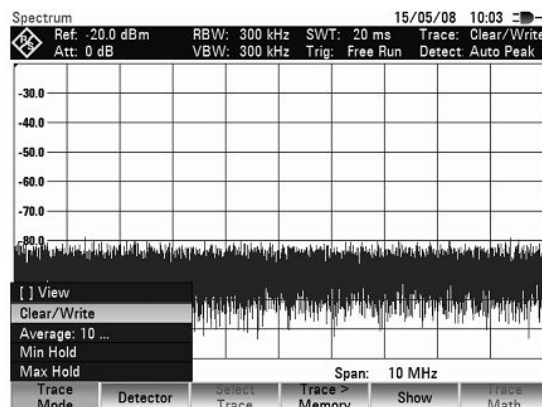 Spectrum 15/05/08 10:03
Ref: -20.0 dBm RBW: 300 kHz SWT: 20 ms Trace: Clear/Write
Att: 0 dB VBW: 300 kHz Trig: Free Run Detect: Auto Peak
-30.0
-40.0
-60.0
-70.0
-80.0
[ ] View
Clear/Write
Average: 10 ...
Min Hold
Max Hold
Span: 10 MHz
Trace Mode
Detector
Select Trace
Trace > Memory
Show
Trace Math